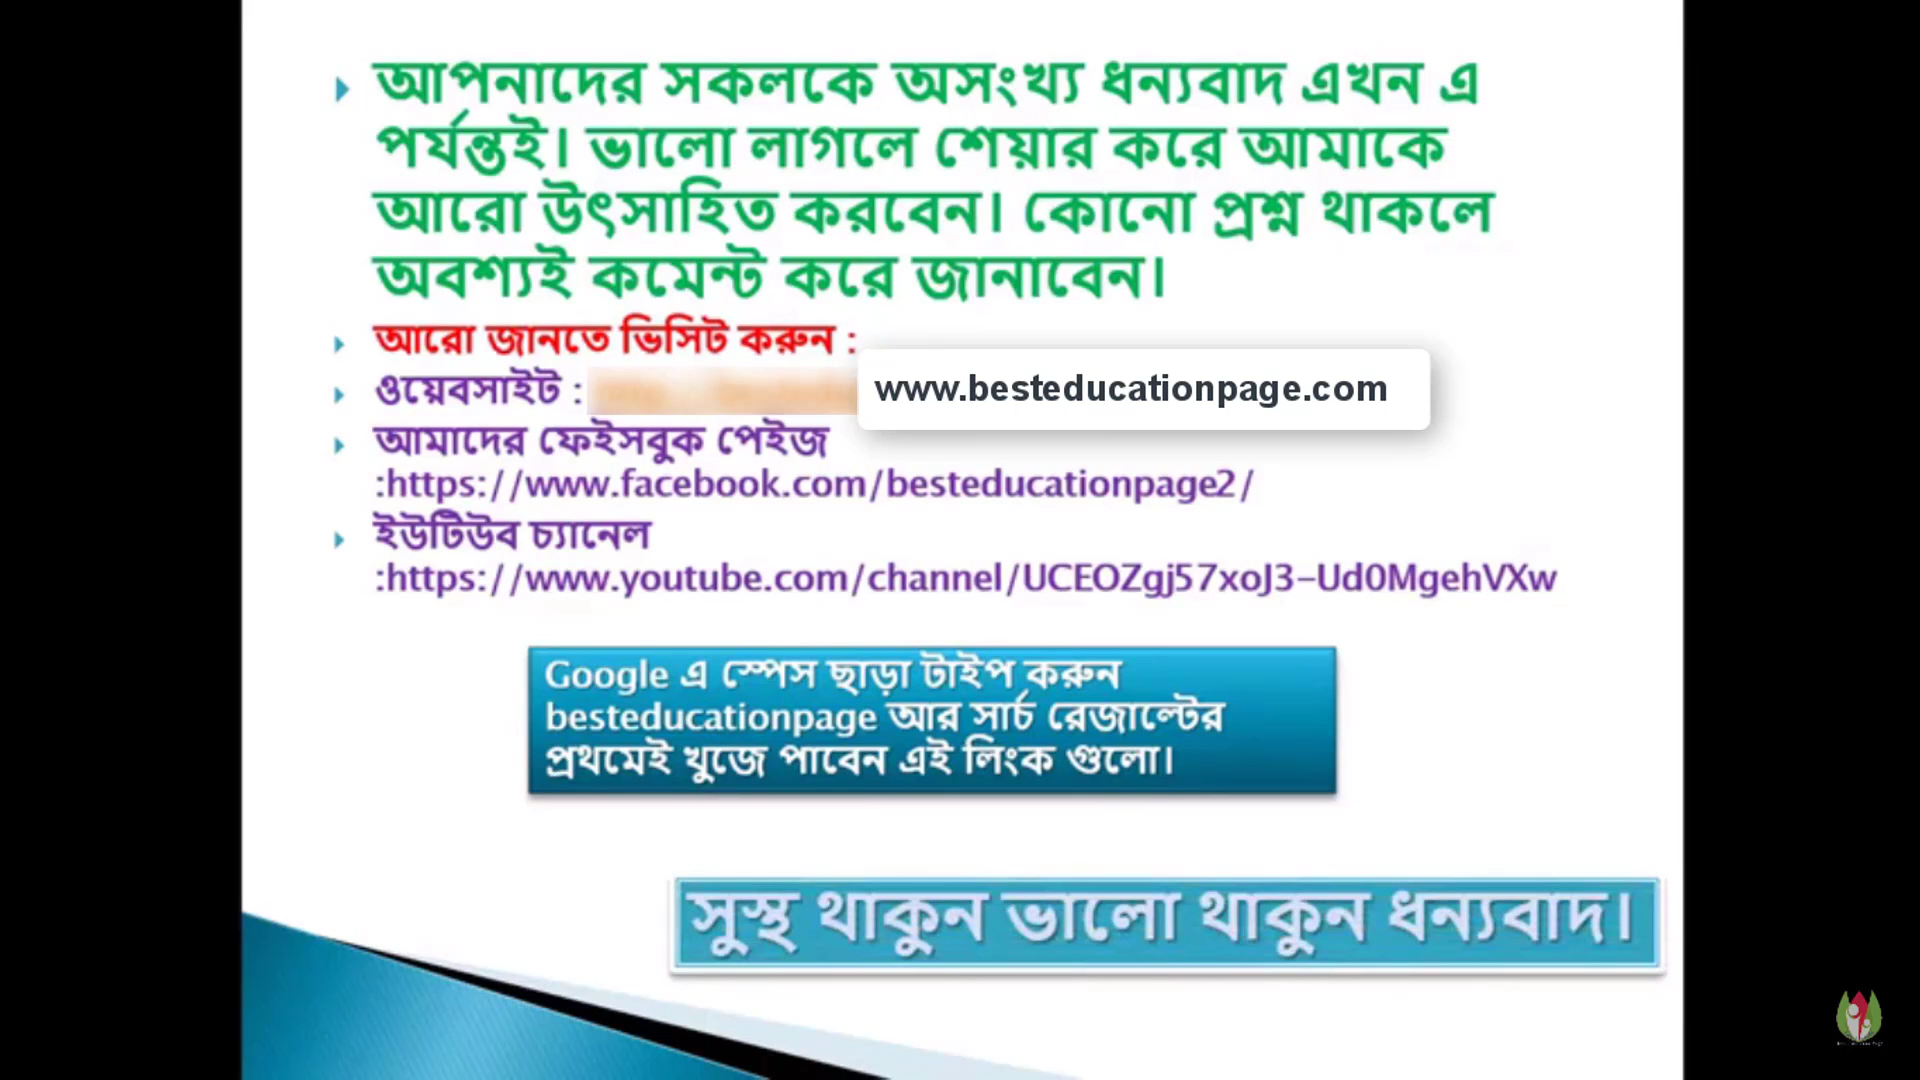 আপনাদের সকলকে অসংখ্য ধন্যবাদ এখন এ
পর্যন্তই। ভালো লাগলে শেয়ার করে আমাকে
আরো উৎসাহিত করবেন। কোনো প্রশ্ন থাকলে
অবশ্যই কমেন্ট করে জানাবেন।
আরো জানতে ভিসিট করুন :
ওয়েবসাইট : www.besteducationpage.com
আমাদের ফেইসবুক পেইজ
:https://www.facebook.com/besteducationpage2/
ইউটিউব চ্যানেল
:https://www.youtube.com/channel/UCEOZgj57xoJ3-Ud0MgehVXw
Google এ স্পেস ছাড়া টাইপ করুন
besteducationpage আর সার্চ রেজাল্টের
প্রথমেই খুজে পাবেন এই লিংক গুলো।
সুস্থ থাকুন ভালো থাকুন ধন্যবাদ।